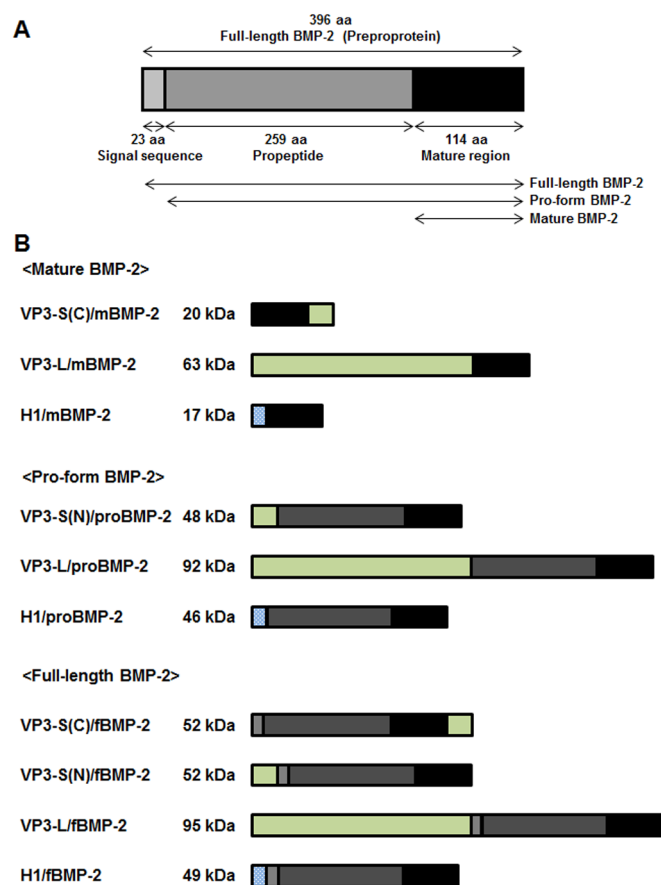 A
396 aa
Full-length BMP-2 (Preproprotein)
23 aa
Signal sequence
259 aa
Propeptide
114 aa
Mature region
Full-length BMP-2
Pro-form BMP-2
Mature BMP-2
B
<Mature BMP-2>
VP3-S(C)/mBMP-2 20 kDa
VP3-L/mBMP-2 63 kDa
H1/mBMP-2 17 kDa
<Pro-form BMP-2>
VP3-S(N)/proBMP-2 48 kDa
VP3-L/proBMP-2 92 kDa
H1/proBMP-2 46 kDa
<Full-length BMP-2>
VP3-S(C)/fBMP-2 52 kDa
VP3-S(N)/fBMP-2 52 kDa
VP3-L/fBMP-2 95 kDa
H1/fBMP-2 49 kDa